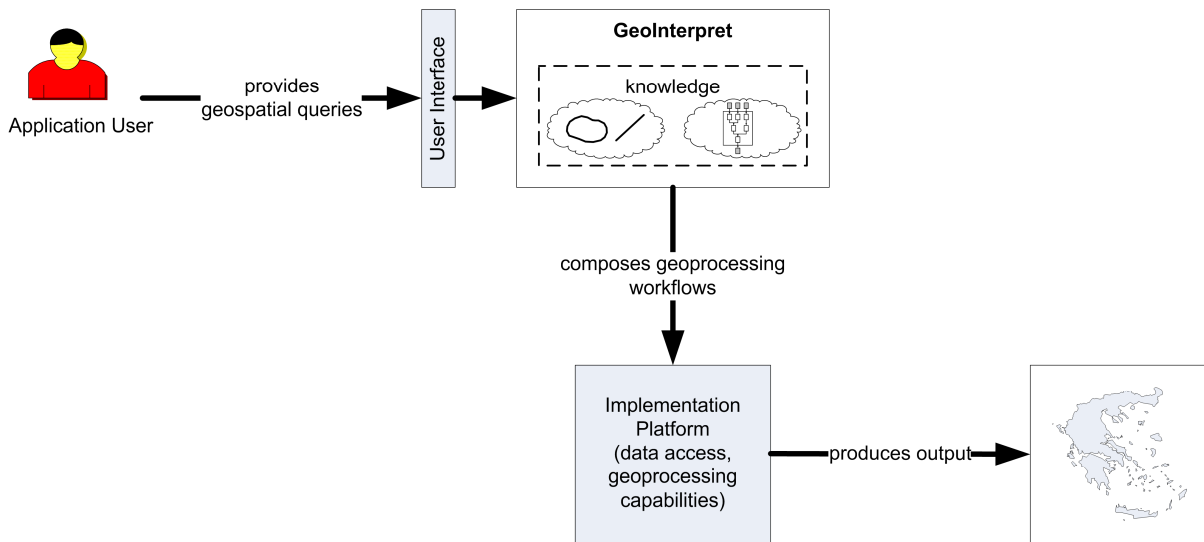 GeoInterpret
knowledge
User Interface
provides
geospatial queries
Application User
composes geoprocessing
workflows
Implementation
Platform
(data access,
geoprocessing
capabilities)
produces output